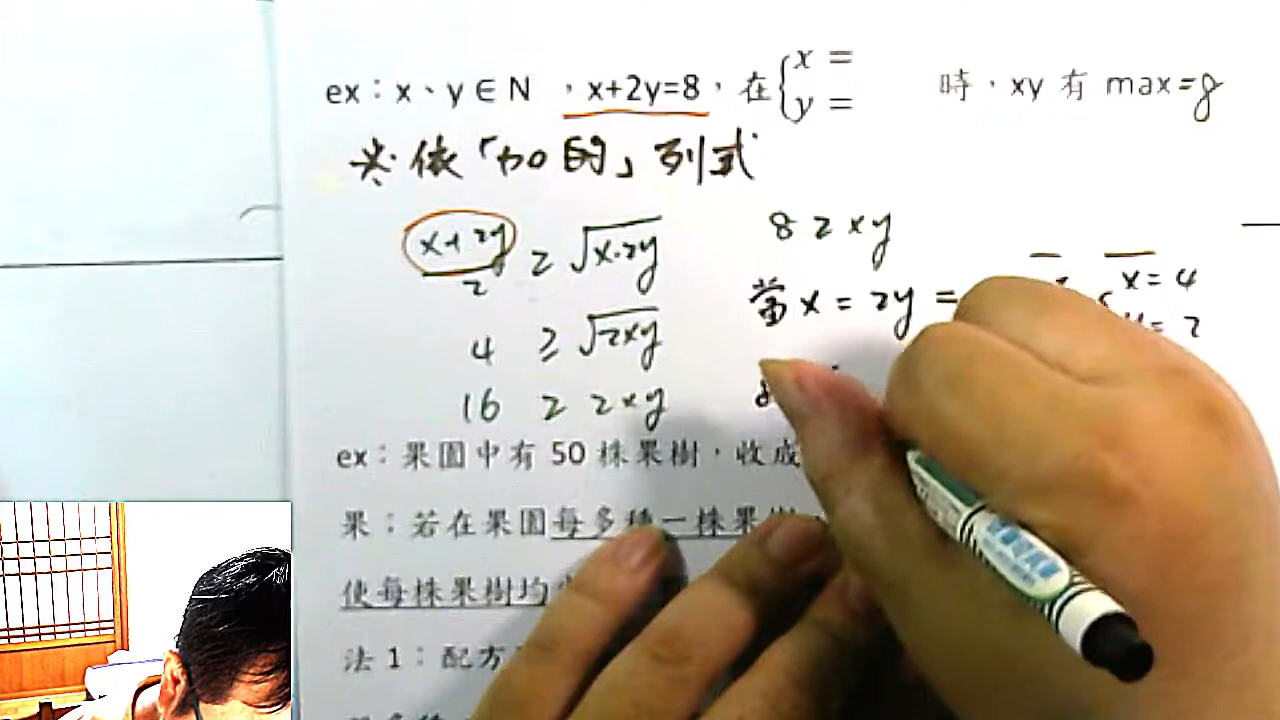 ex：x、y ∈ N ，x+2y=8，在{x = y = 時，xy 有 max=8
※ 依「加的」列式
x+2y/2 ≥ √x·2y
4 ≥ √2xy
16 ≥ 2xy
8 ≥ xy
當 x = 2y =
x = 4
= 2
ex：果園中有 50 株果樹，收成
果；若在果園每多種一株果樹
使每株果樹均
法 1：配方